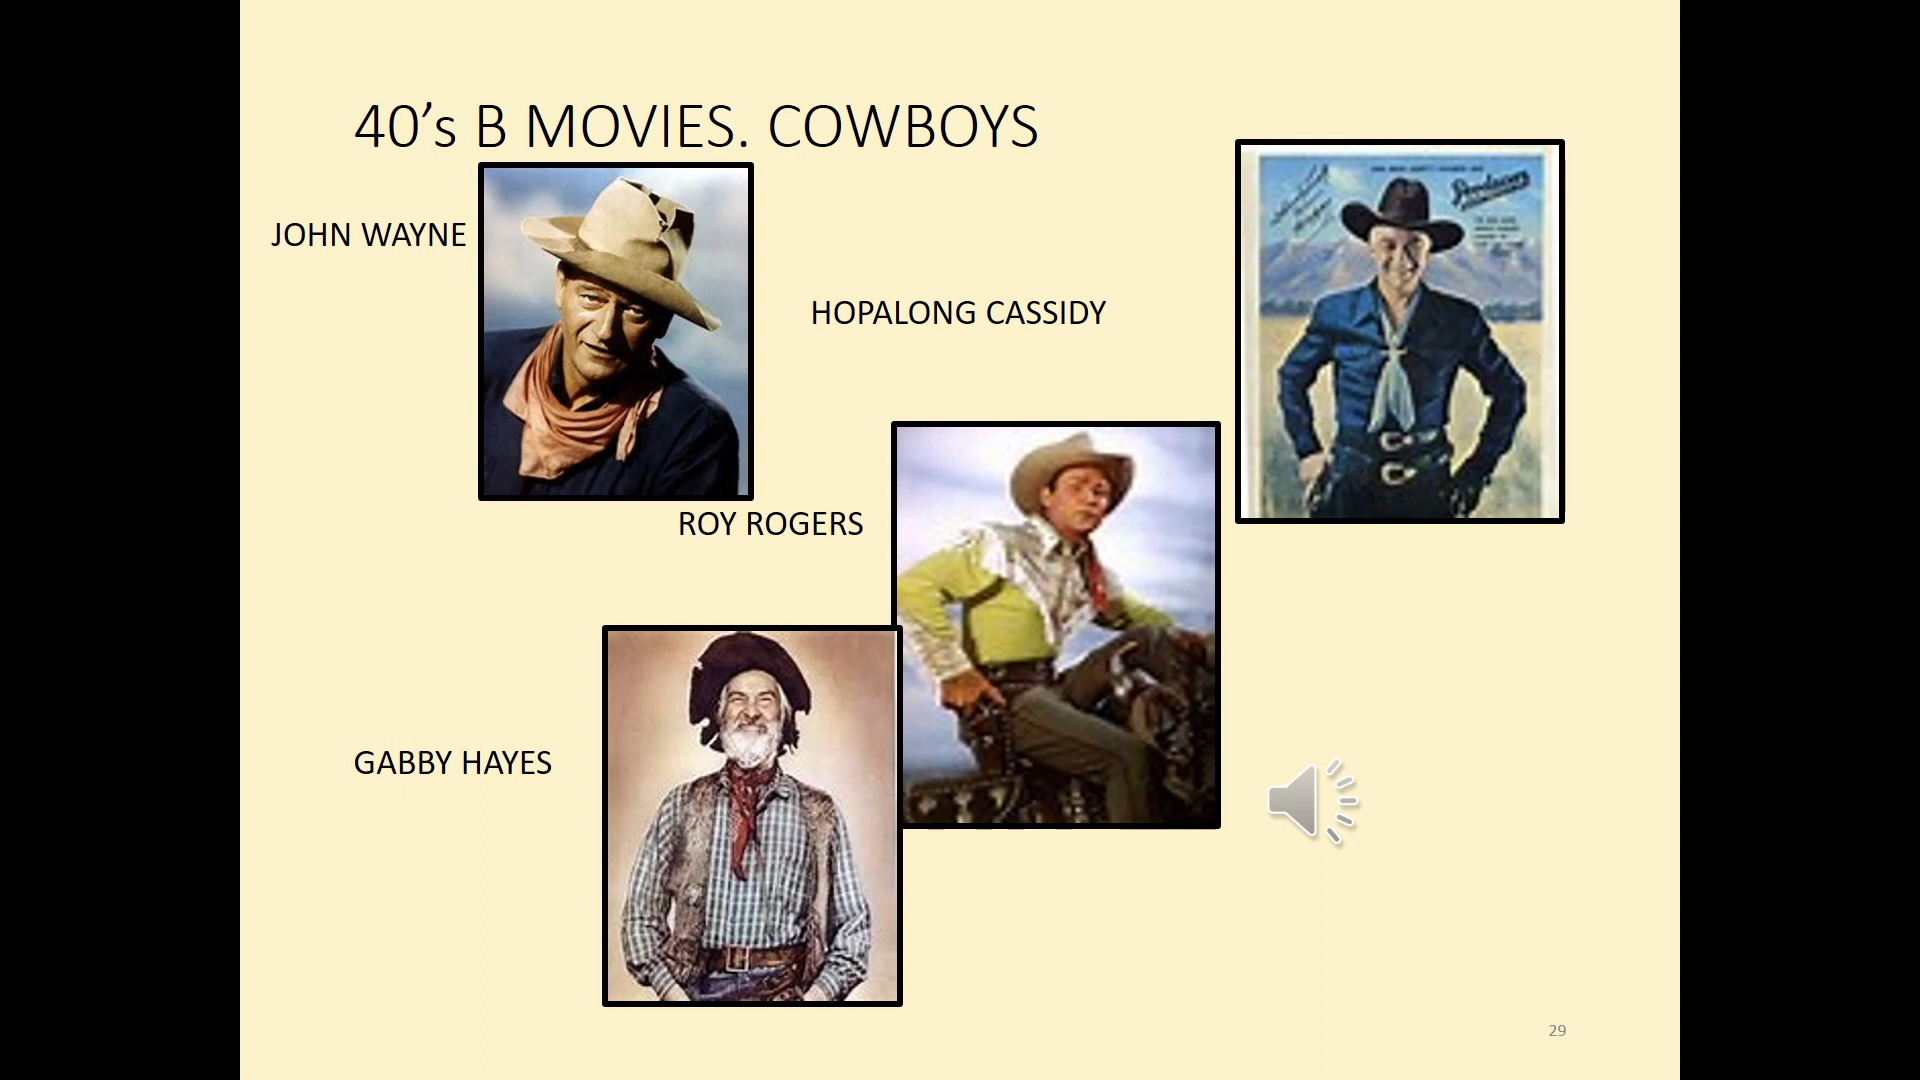 40’s B MOVIES. COWBOYS
JOHN WAYNE
HOPALONG CASSIDY
ROY ROGERS
GABBY HAYES
29